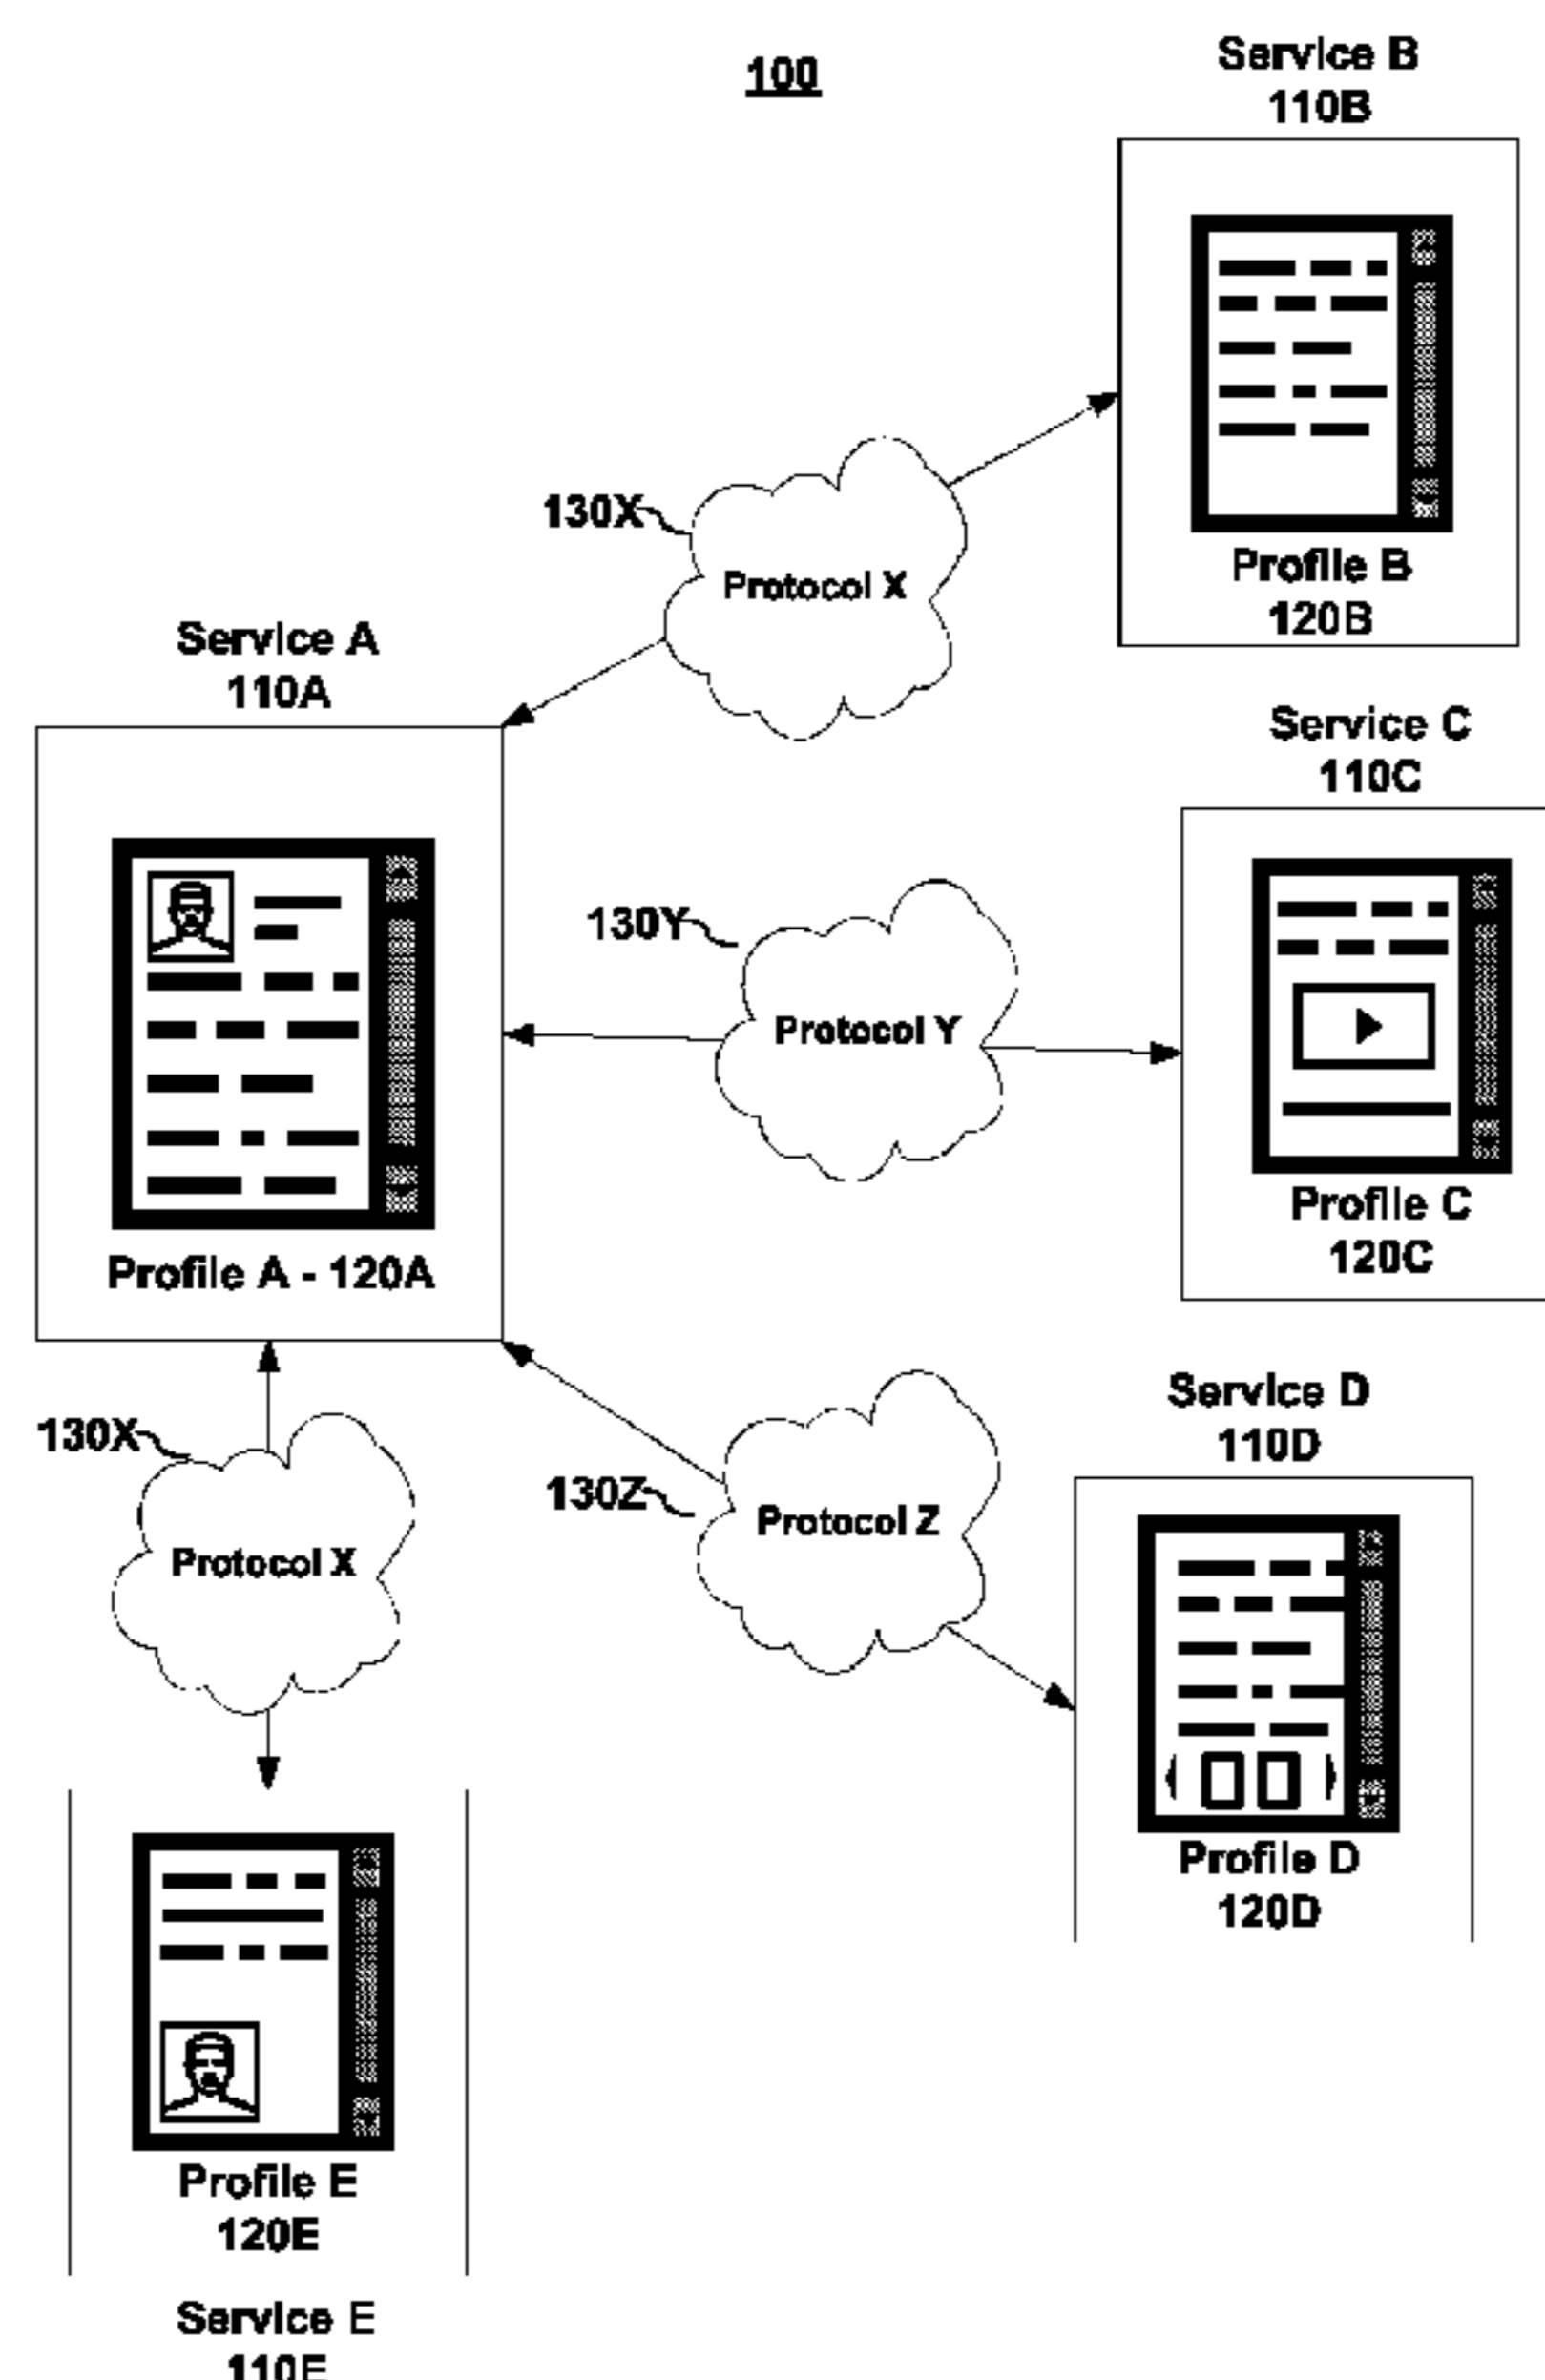 100
Service B
110B
Profile B
120B
130X
Protocol X
Service A
110A
Profile A - 120A
Service C
110C
130Y
Protocol Y
Profile C
120C
Service D
110D
130Z
Protocol Z
Profile D
120D
130X
Protocol X
Profile E
120E
Service E
110E